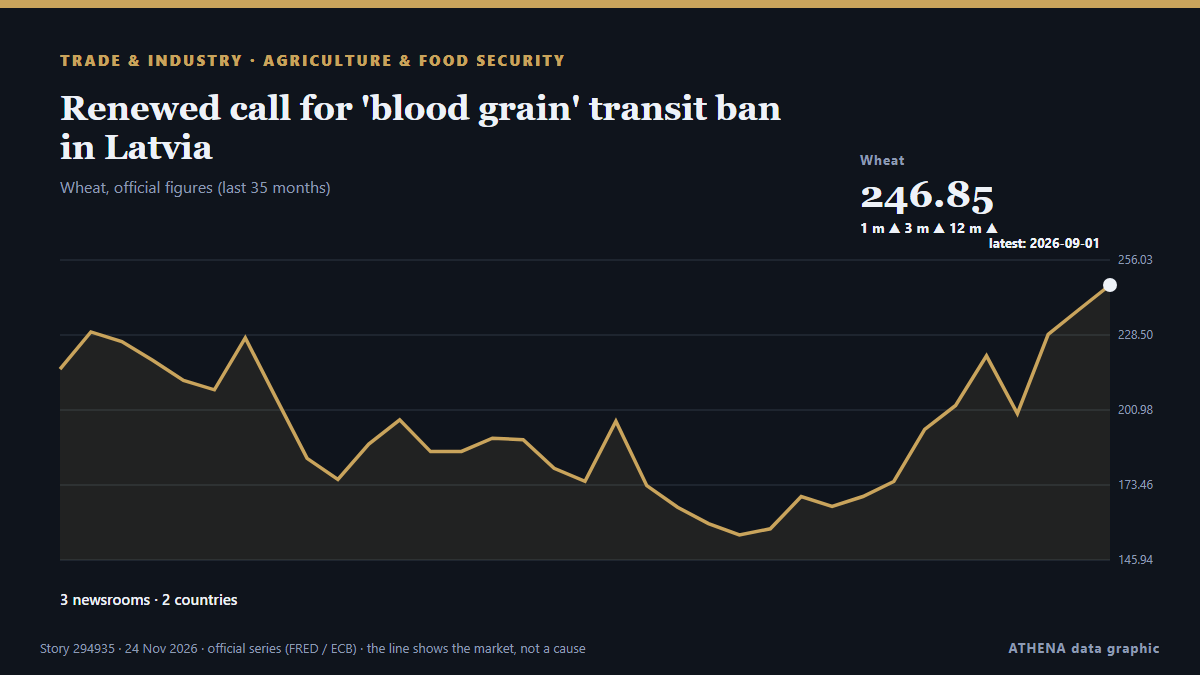 TRADE & INDUSTRY · AGRICULTURE & FOOD SECURITY
Renewed call for 'blood grain' transit ban
in Latvia
Wheat, official figures (last 35 months)
Wheat
246.85
1 m ▲ 3 m ▲ 12 m ▲
latest: 2026-09-01
256.03
228.50
200.98
173.46
145.94
3 newsrooms · 2 countries
Story 294935 · 24 Nov 2026 · official series (FRED / ECB) · the line shows the market, not a cause
ATHENA data graphic